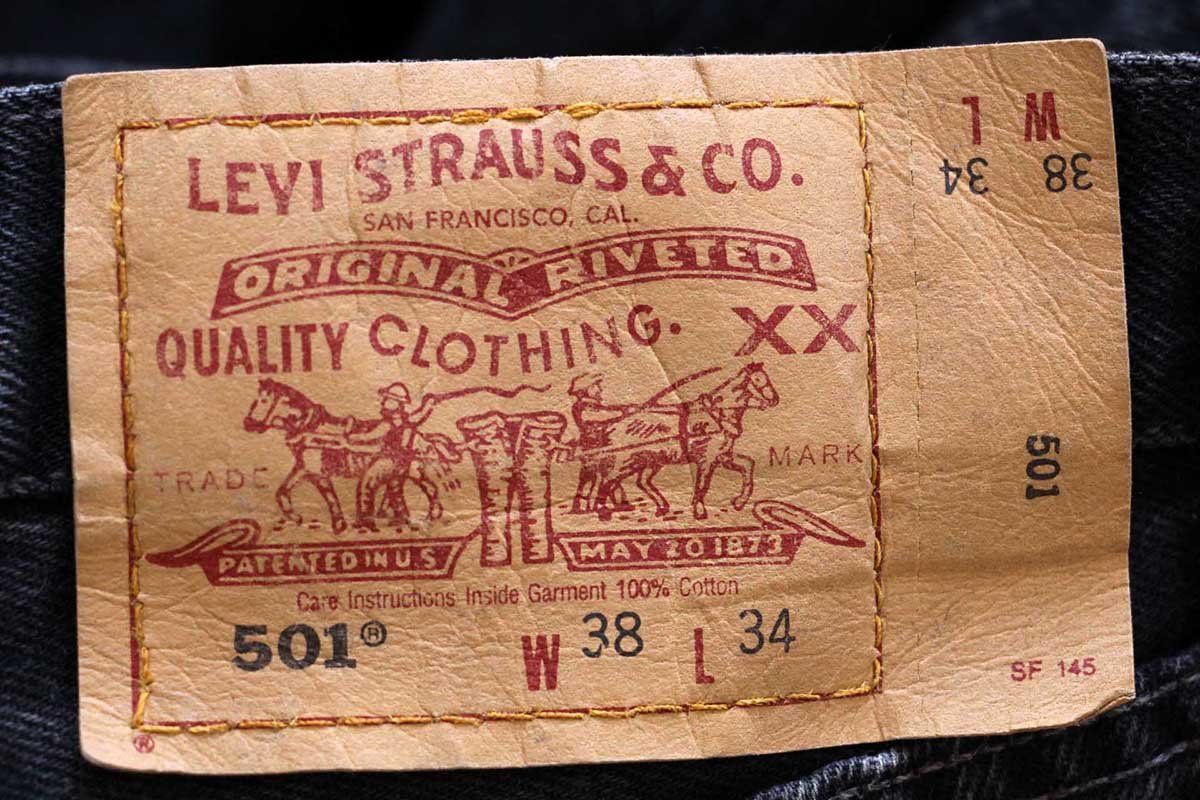 LEVI STRAUSS & CO.
SAN FRANCISCO, CAL.
ORIGINAL RIVETED
QUALITY CLOTHING. XX
TRADE MARK
PATENTED IN U S MAY 20 1873
Care Instructions Inside Garment 100% Cotton
501® W 38 L 34
®
W L
38 34
501
SF 145